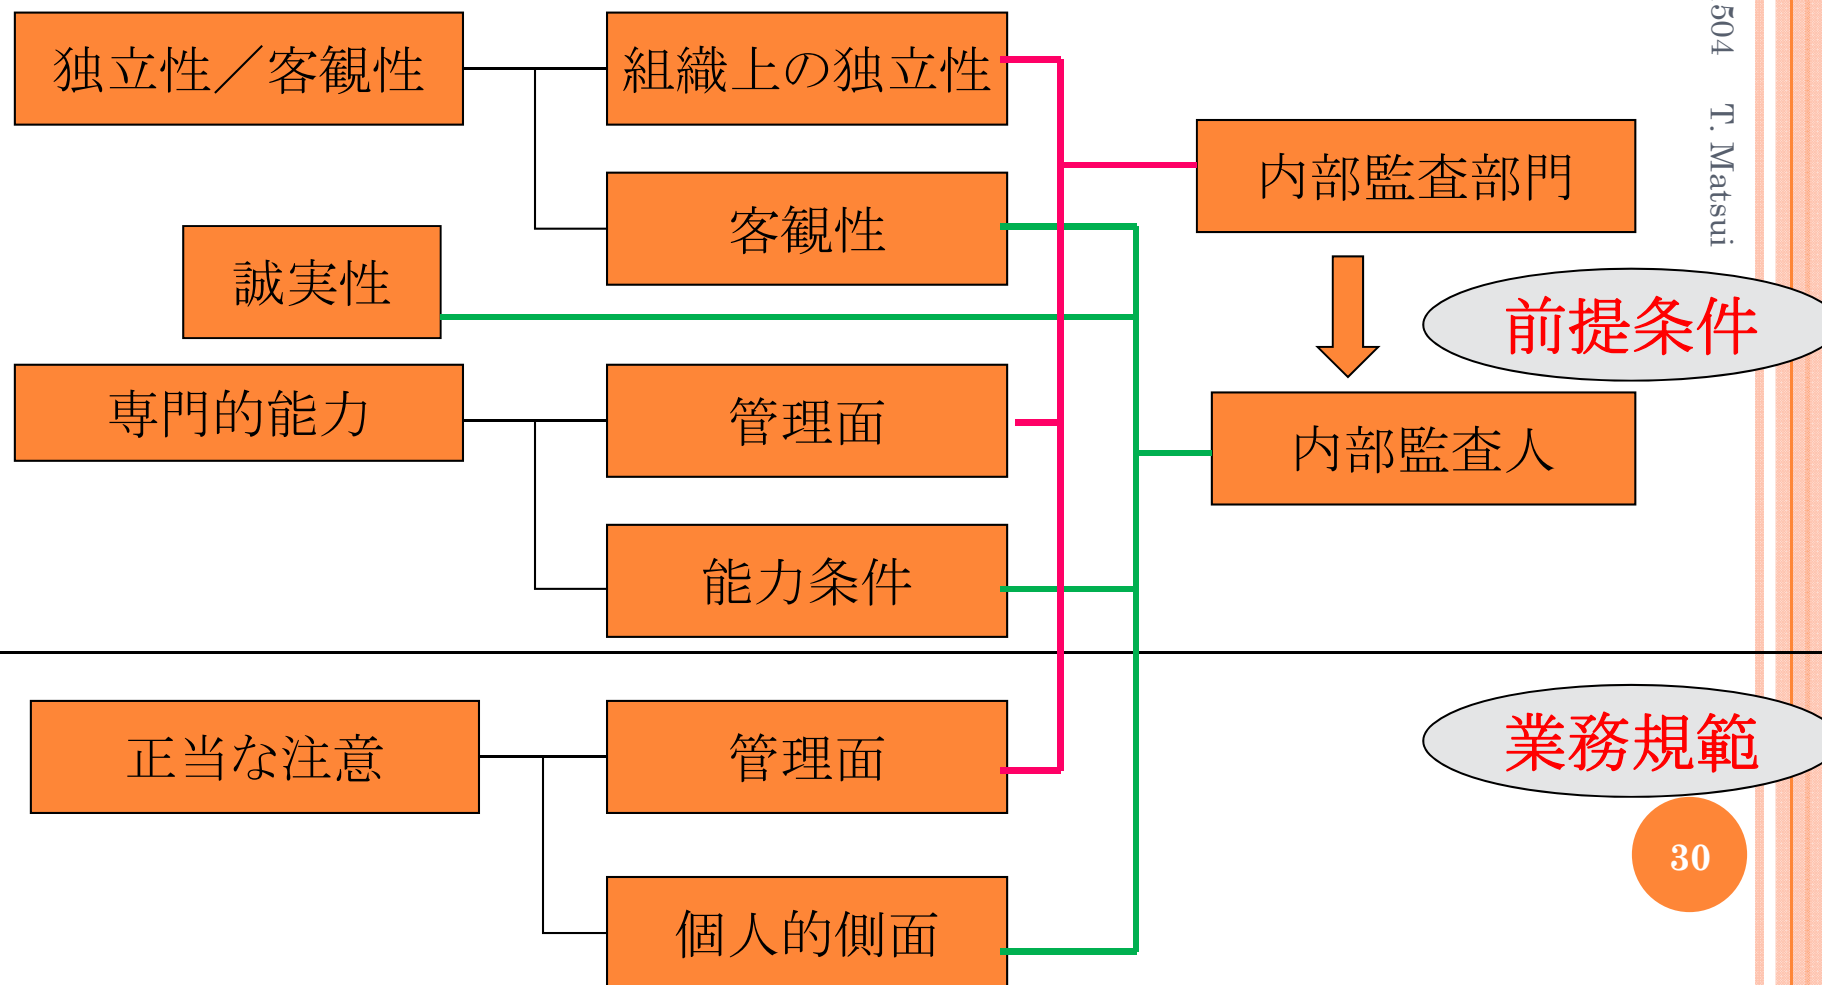 独立性／客観性
組織上の独立性
内部監査部門
客観性
誠実性
前提条件
専門的能力
管理面
内部監査人
能力条件
正当な注意
管理面
業務規範
個人的側面
504 T. Matsui
30